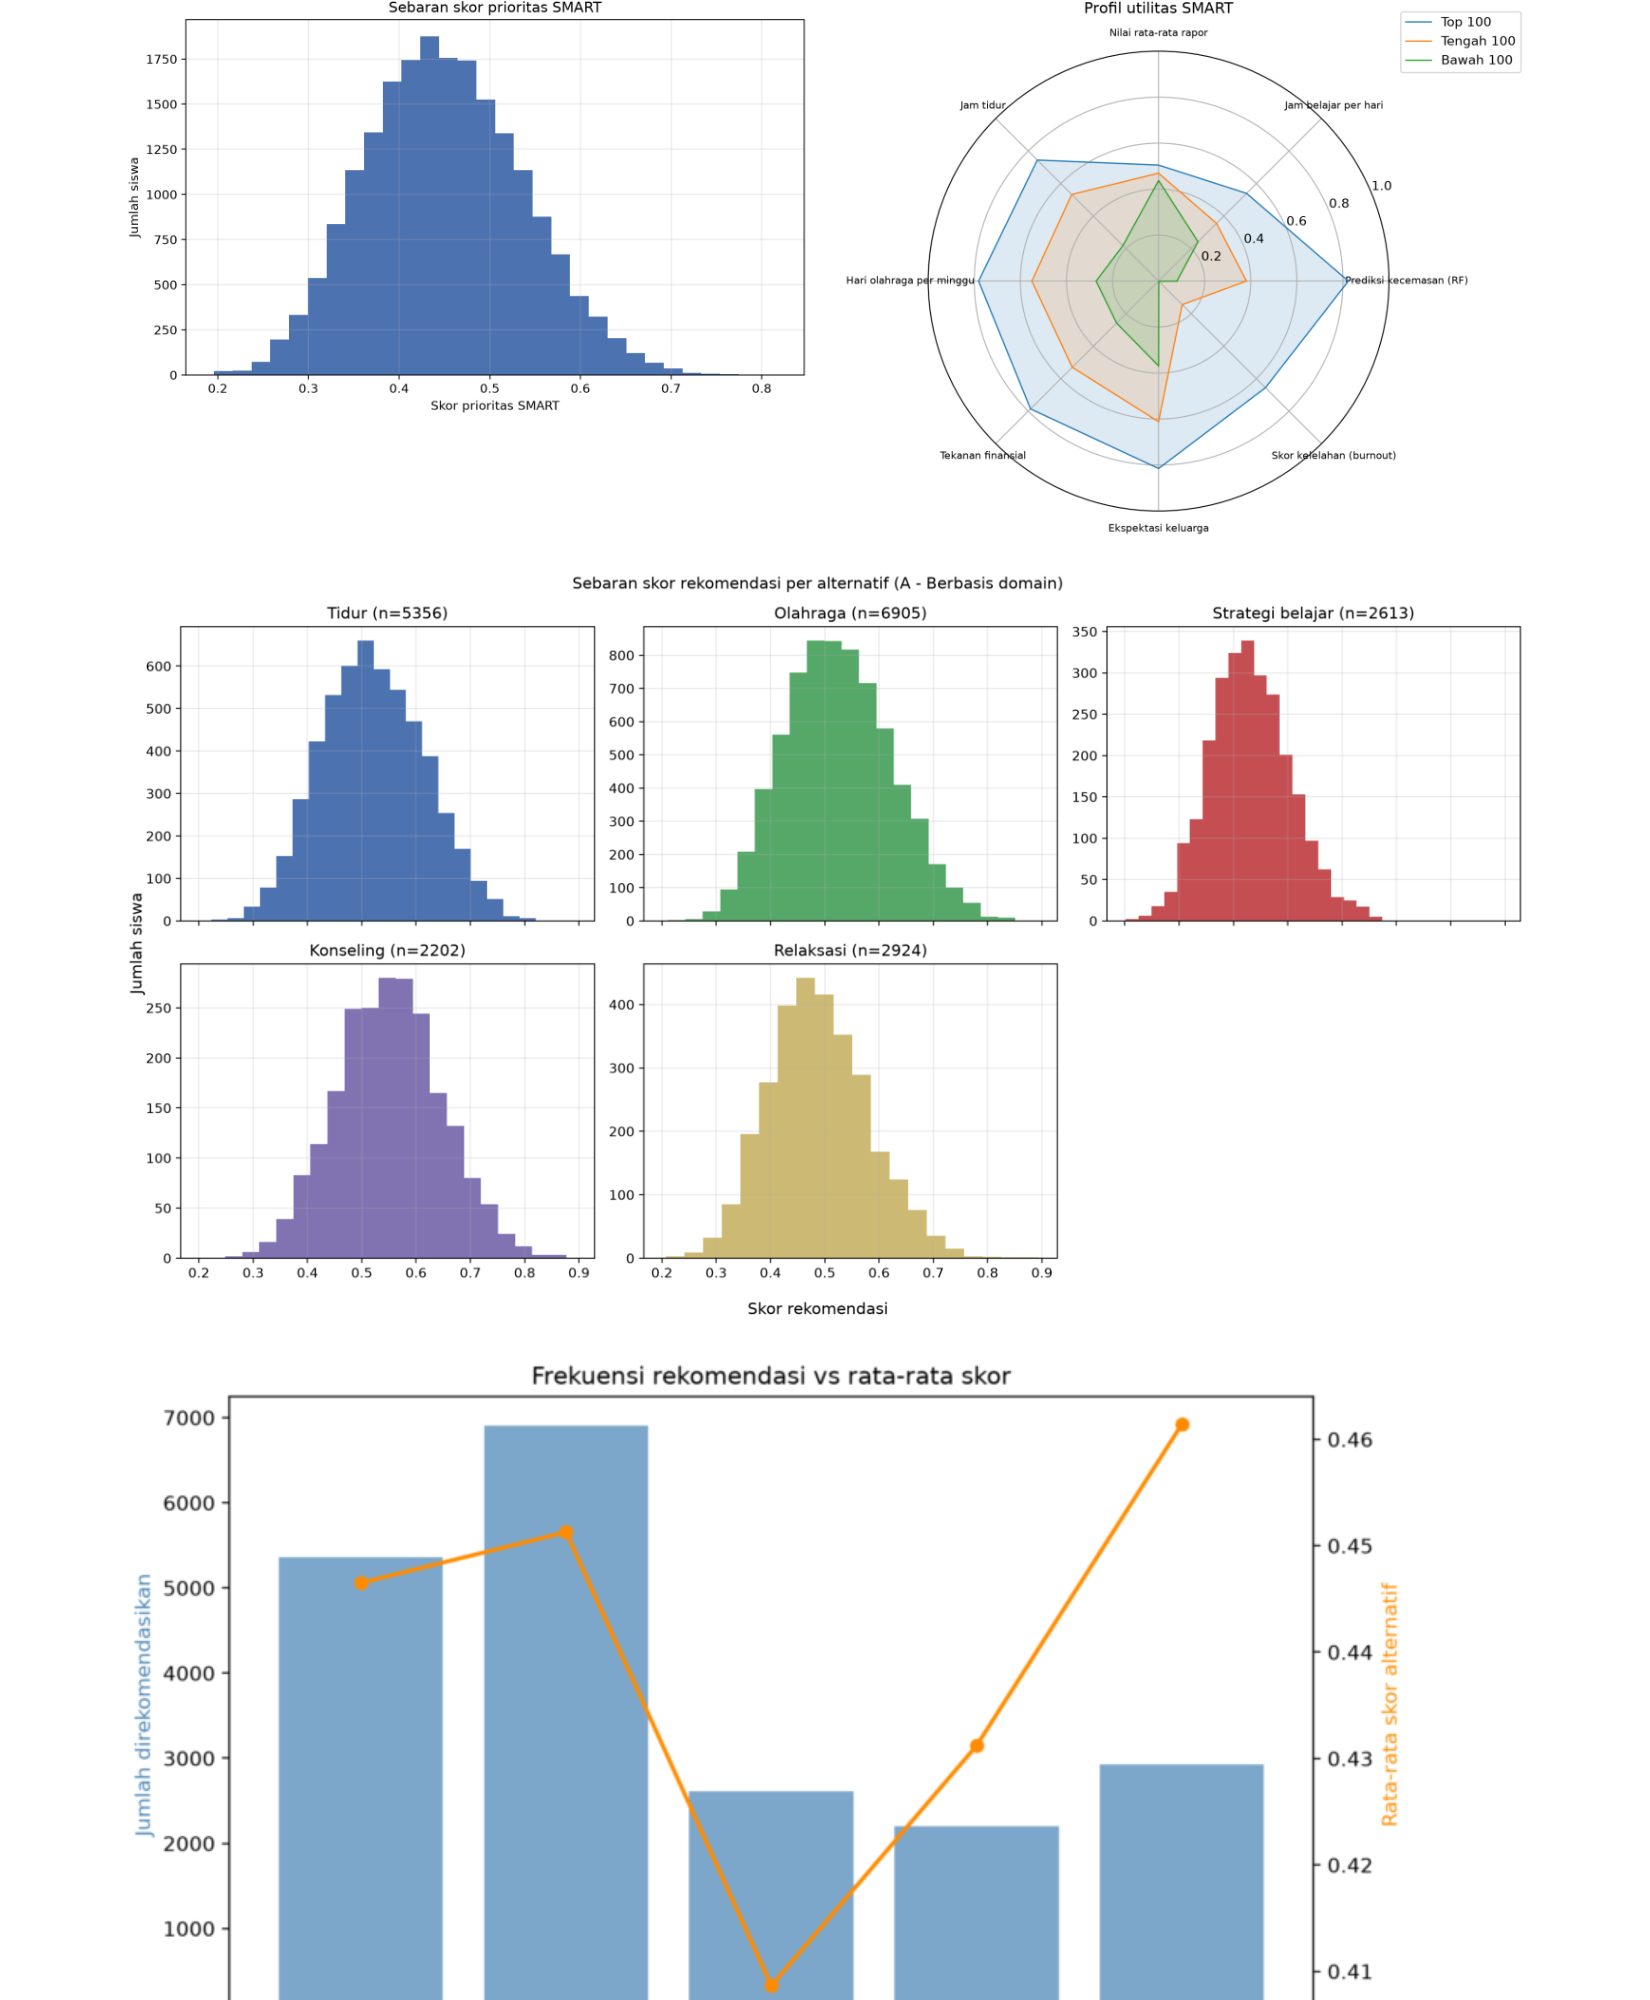 Sebaran skor prioritas SMART
Jumlah siswa
1750
1500
1250
1000
750
500
250
0
0.2 0.3 0.4 0.5 0.6 0.7 0.8
Skor prioritas SMART
Profil utilitas SMART
Top 100
Tengah 100
Bawah 100
Nilai rata-rata rapor
Jam tidur
Jam belajar per hari
1.0
0.8
0.6
0.4
0.2
Hari olahraga per minggu
Prediksi kecemasan (RF)
Tekanan finansial
Skor kelelahan (burnout)
Ekspektasi keluarga
Sebaran skor rekomendasi per alternatif (A - Berbasis domain)
Jumlah siswa
Tidur (n=5356)
600
500
400
300
200
100
0
Olahraga (n=6905)
800
700
600
500
400
300
200
100
0
Strategi belajar (n=2613)
350
300
250
200
150
100
50
0
Konseling (n=2202)
250
200
150
100
50
0
0.2 0.3 0.4 0.5 0.6 0.7 0.8 0.9
Relaksasi (n=2924)
400
300
200
100
0
0.2 0.3 0.4 0.5 0.6 0.7 0.8 0.9
Skor rekomendasi
Frekuensi rekomendasi vs rata-rata skor
Jumlah direkomendasikan
7000
6000
5000
4000
3000
2000
1000
0.46
0.45
0.44
0.43
0.42
0.41
Rata-rata skor alternatif